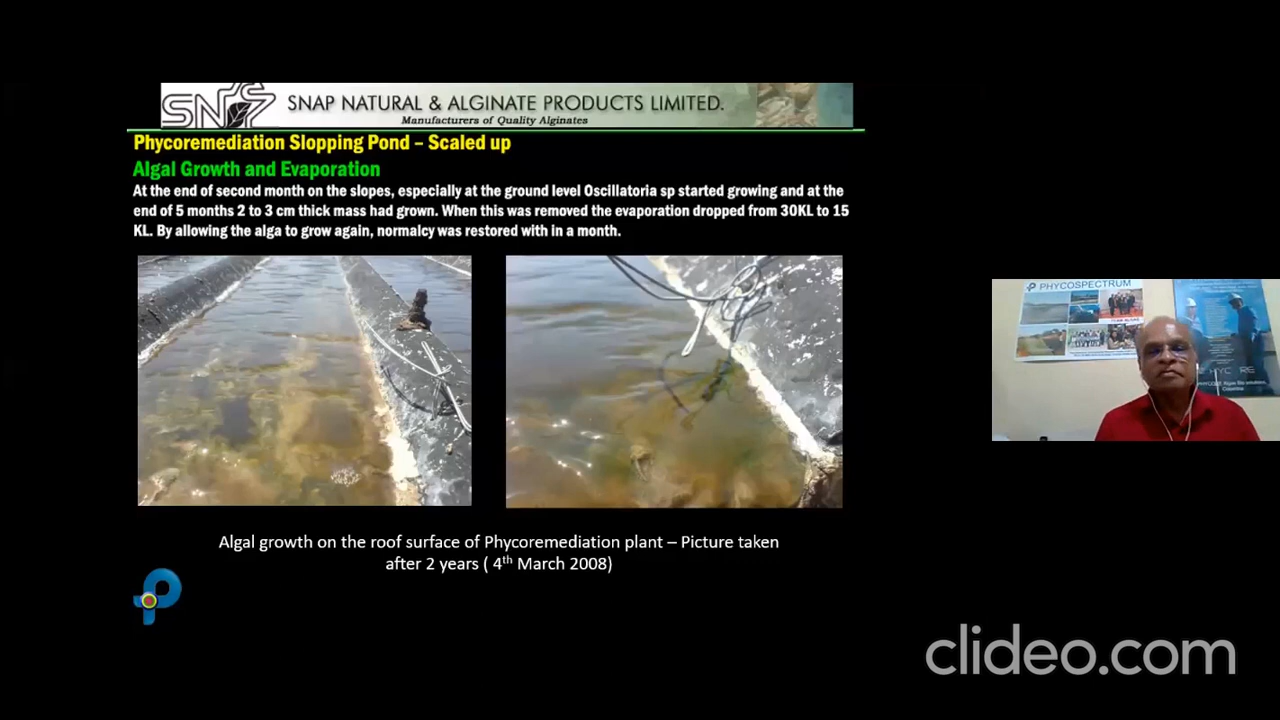 SNAP
SNAP NATURAL & ALGINATE PRODUCTS LIMITED.
Manufacturers of Quality Alginates
Phycoremediation Slopping Pond – Scaled up
Algal Growth and Evaporation
At the end of second month on the slopes, especially at the ground level Oscillatoria sp started growing and at the
end of 5 months 2 to 3 cm thick mass had grown. When this was removed the evaporation dropped from 30KL to 15
KL. By allowing the alga to grow again, normalcy was restored with in a month.
Algal growth on the roof surface of Phycoremediation plant – Picture taken
after 2 years ( 4th March 2008)
PHYCOSPECTRUM
clideo.com